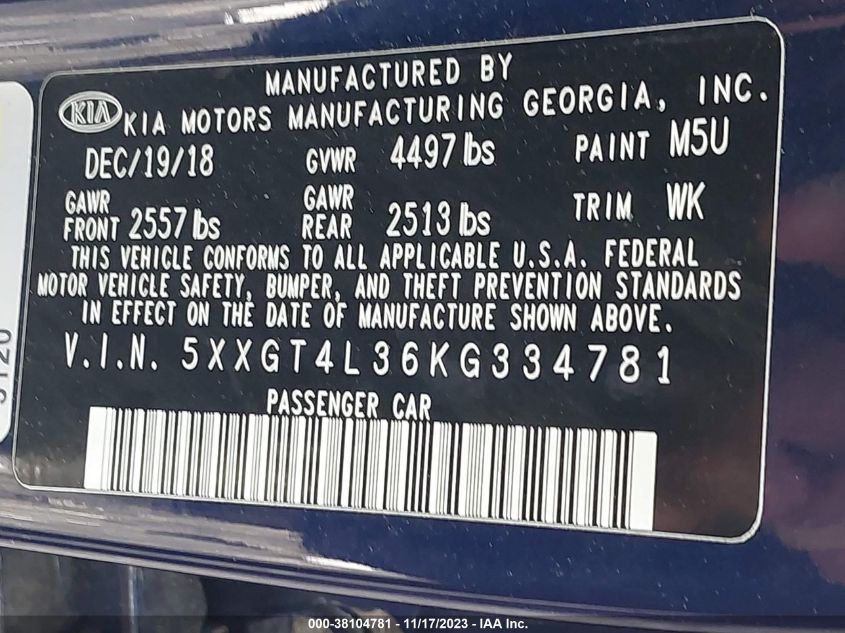 MANUFACTURED BY
KIA KIA MOTORS MANUFACTURING GEORGIA, INC.
DEC/19/18 GVWR 4497 lbs PAINT M5U
GAWR FRONT 2557 lbs GAWR REAR 2513 lbs TRIM WK
THIS VEHICLE CONFORMS TO ALL APPLICABLE U.S.A. FEDERAL
MOTOR VEHICLE SAFETY, BUMPER, AND THEFT PREVENTION STANDARDS
IN EFFECT ON THE DATE OF MANUFACTURE SHOWN ABOVE.
V.I.N. 5XXGT4L36KG334781
PASSENGER CAR
000-38104781 - 11/17/2023 - IAA Inc.